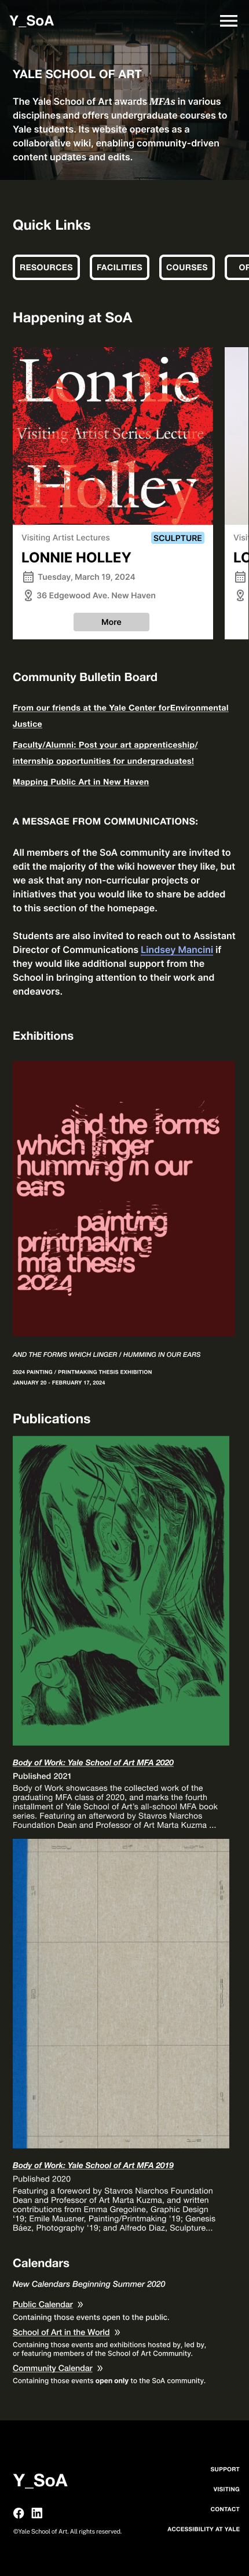 Y_SoA
YALE SCHOOL OF ART
The Yale School of Art awards MFAs in various
disciplines and offers undergraduate courses to
Yale students. Its website operates as a
collaborative wiki, enabling community-driven
content updates and edits.
Quick Links
RESOURCES FACILITIES COURSES
Happening at SoA
Lonnie
Visiting Artist Series Lecture
Holley
Visiting Artist Lectures SCULPTURE
LONNIE HOLLEY
Tuesday, March 19, 2024
36 Edgewood Ave. New Haven
More
Community Bulletin Board
From our friends at the Yale Center forEnvironmental
Justice
Faculty/Alumni: Post your art apprenticeship/
internship opportunities for undergraduates!
Mapping Public Art in New Haven
A MESSAGE FROM COMMUNICATIONS:
All members of the SoA community are invited to
edit the majority of the wiki however they like, but
we ask that any non-curricular projects or
initiatives that you would like to share be added
to this section of the homepage.
Students are also invited to reach out to Assistant
Director of Communications Lindsey Mancini if
they would like additional support from the
School in bringing attention to their work and
endeavors.
Exhibitions
and the forms
which linger
humming in our
ears
painting
printmaking
mfa thesis
2024
AND THE FORMS WHICH LINGER / HUMMING IN OUR EARS
2024 PAINTING / PRINTMAKING THESIS EXHIBITION
JANUARY 20 - FEBRUARY 17, 2024
Publications
Body of Work: Yale School of Art MFA 2020
Published 2021
Body of Work showcases the collected work of the
graduating MFA class of 2020, and marks the fourth
installment of Yale School of Art's all-school MFA book
series. Featuring an afterword by Stavros Niarchos
Foundation Dean and Professor of Art Marta Kuzma ...
Body of Work: Yale School of Art MFA 2019
Published 2020
Featuring a foreword by Stavros Niarchos Foundation
Dean and Professor of Art Marta Kuzma, and written
contributions from Emma Gregoline, Graphic Design
'19; Emile Mausner, Painting/Printmaking '19; Genesis
Báez, Photography '19; and Alfredo Diaz, Sculpture...
Calendars
New Calendars Beginning Summer 2020
Public Calendar »
Containing those events open to the public.
School of Art in the World »
Containing those events and exhibitions hosted by, led by,
or featuring members of the School of Art Community.
Community Calendar »
Containing those events open only to the SoA community.
SUPPORT
VISITING
CONTACT
ACCESSIBILITY AT YALE
Y_SoA
©Yale School of Art. All rights reserved.